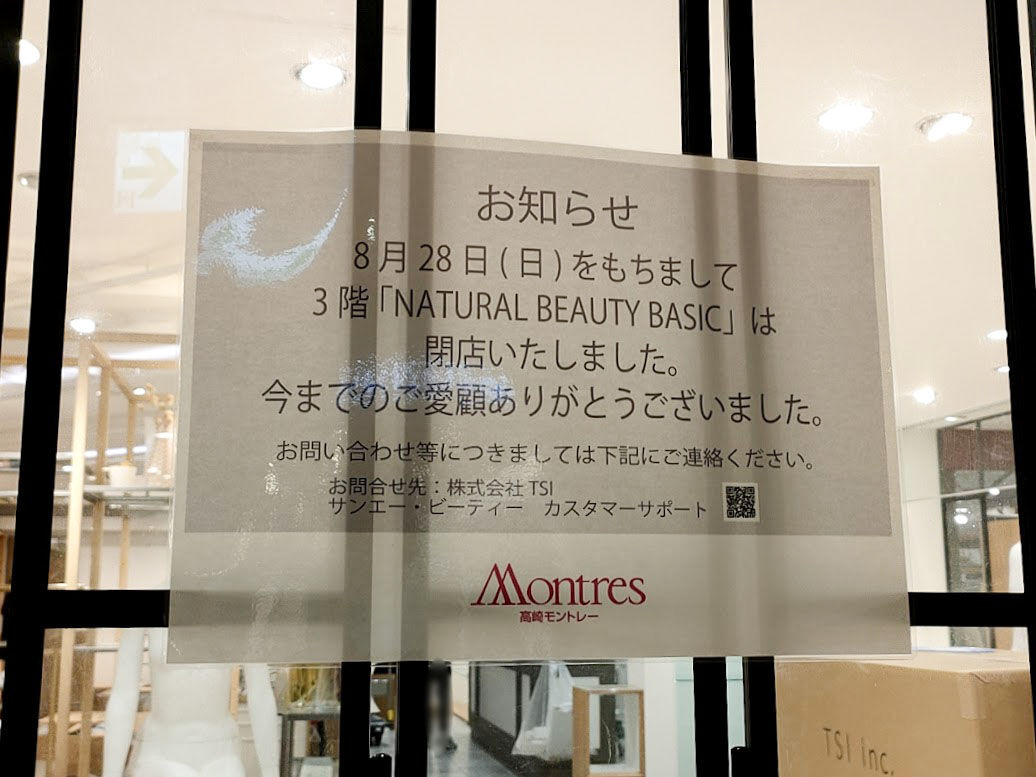 お知らせ
8月28日(日)をもちまして
3階「NATURAL BEAUTY BASIC」は
閉店いたしました。
今までのご愛顧ありがとうございました。
お問い合わせ等につきましては下記にご連絡ください。
お問合せ先：株式会社TSI
サンエー・ビーディー　カスタマーサポート
Montres
高崎モントレー
TSI Inc.